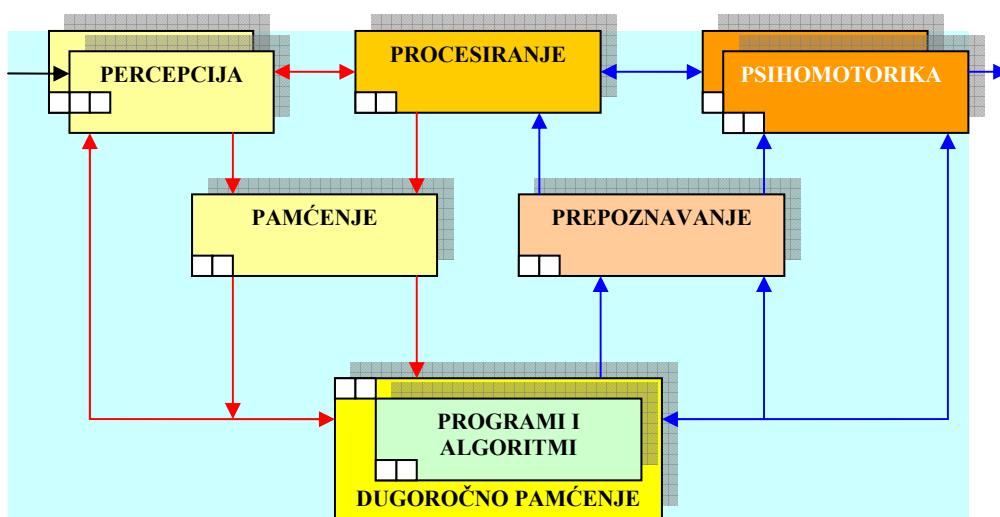 PERCEPCIJA
PROCESIRANJE
PSIHOMOTORIKA
PAMĆENJE
PREPOZNAVANJE
PROGRAMI I
ALGORITMI
DUGOROČNO PAMĆENJE